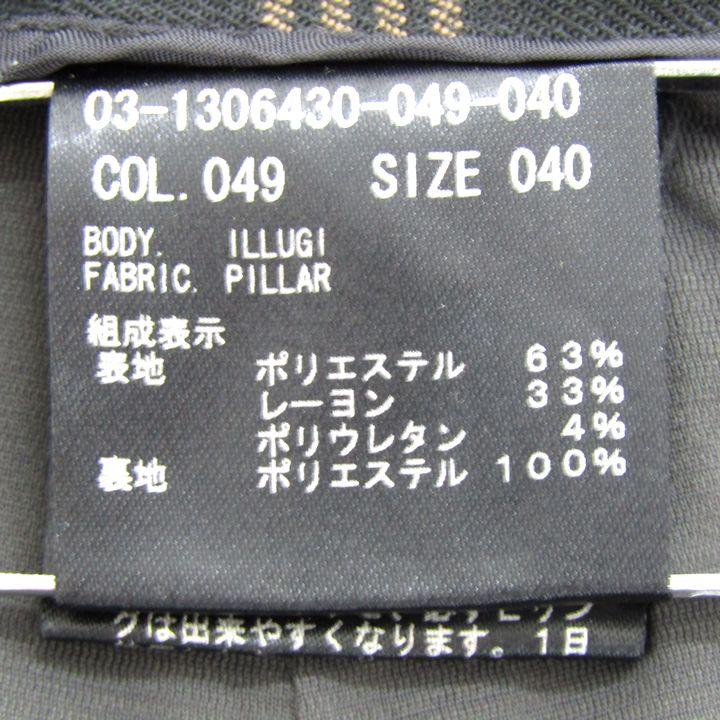 03-1306430-049-040
COL. 049 SIZE 040
BODY. ILLUGI
FABRIC. PILLAR
組成表示
表地 ポリエステル 63%
レーヨン 33%
ポリウレタン 4%
裏地 ポリエステル 100%
グは出来やすくなります。1日